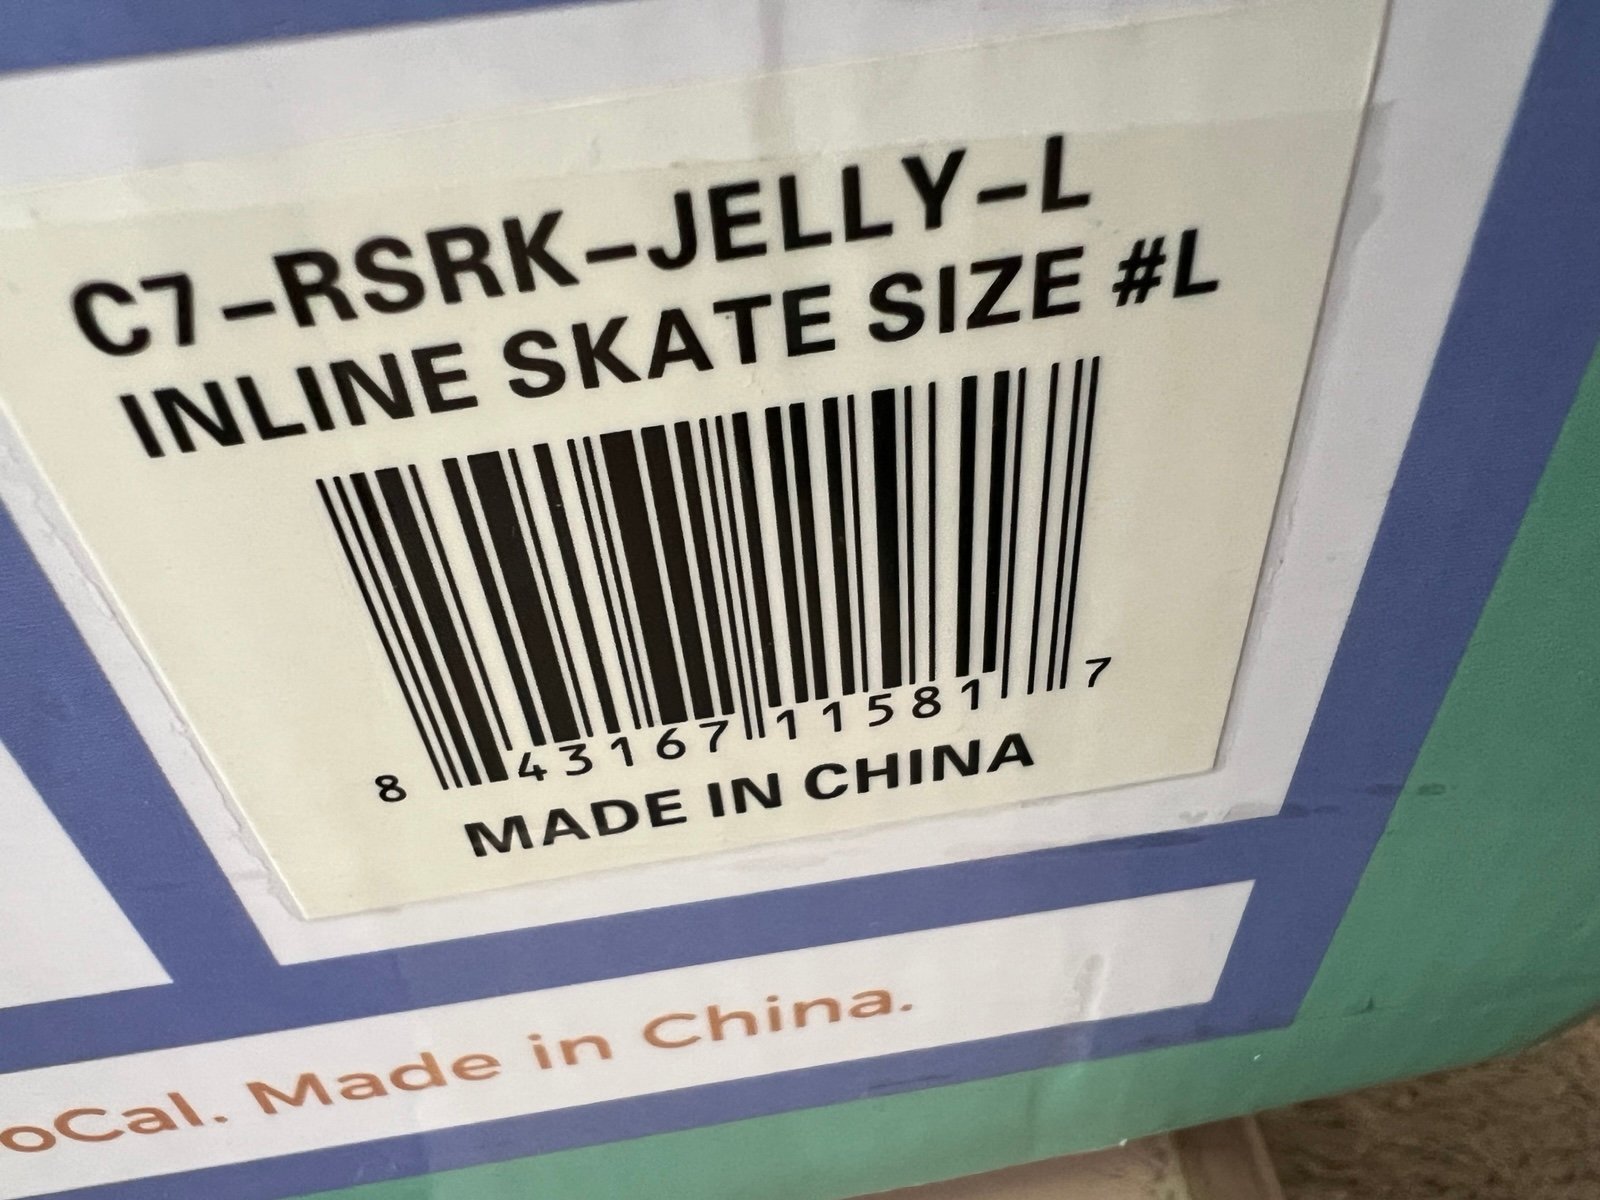 C7-RSRK-JELLY-L
INLINE SKATE SIZE #L
8 43167 11581 7
MADE IN CHINA
oCal. Made in China.